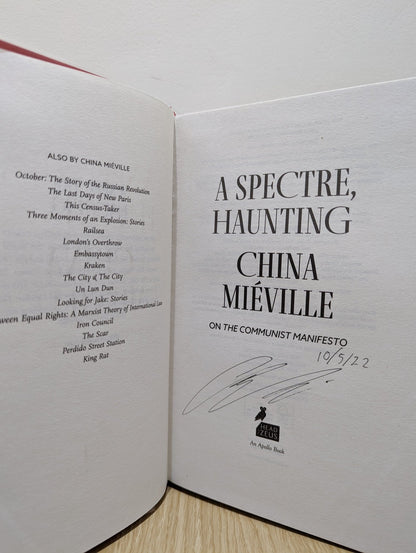 ALSO BY CHINA MIÉVILLE
October: The Story of the Russian Revolution
The Last Days of New Paris
This Census-Taker
Three Moments of an Explosion: Stories
Railsea
London's Overthrow
Embassytown
Kraken
The City & The City
Un Lun Dun
Looking for Jake: Stories
ween Equal Rights: A Marxist Theory of International Law
Iron Council
The Scar
Perdido Street Station
King Rat
A SPECTRE,
HAUNTING
CHINA
MIÉVILLE
ON THE COMMUNIST MANIFESTO
10/5/22
HEAD
of ZEUS
An Apollo Book